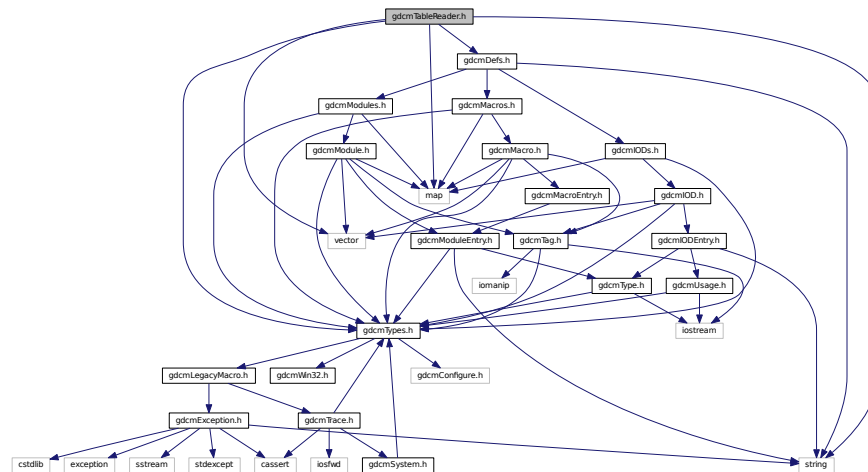 gdcmTableReader.h
gdcmDefs.h
gdcmModules.h
gdcmMacros.h
gdcmModule.h
gdcmMacro.h
gdcmIODs.h
map
gdcmMacroEntry.h
gdcmIOD.h
vector
gdcmModuleEntry.h
gdcmTag.h
gdcmIODEntry.h
iomanip
gdcmType.h
gdcmUsage.h
gdcmTypes.h
iostream
gdcmLegacyMacro.h
gdcmWin32.h
gdcmConfigure.h
gdcmException.h
gdcmTrace.h
cstdlib
exception
sstream
stdexcept
cassert
iosfwd
gdcmSystem.h
string